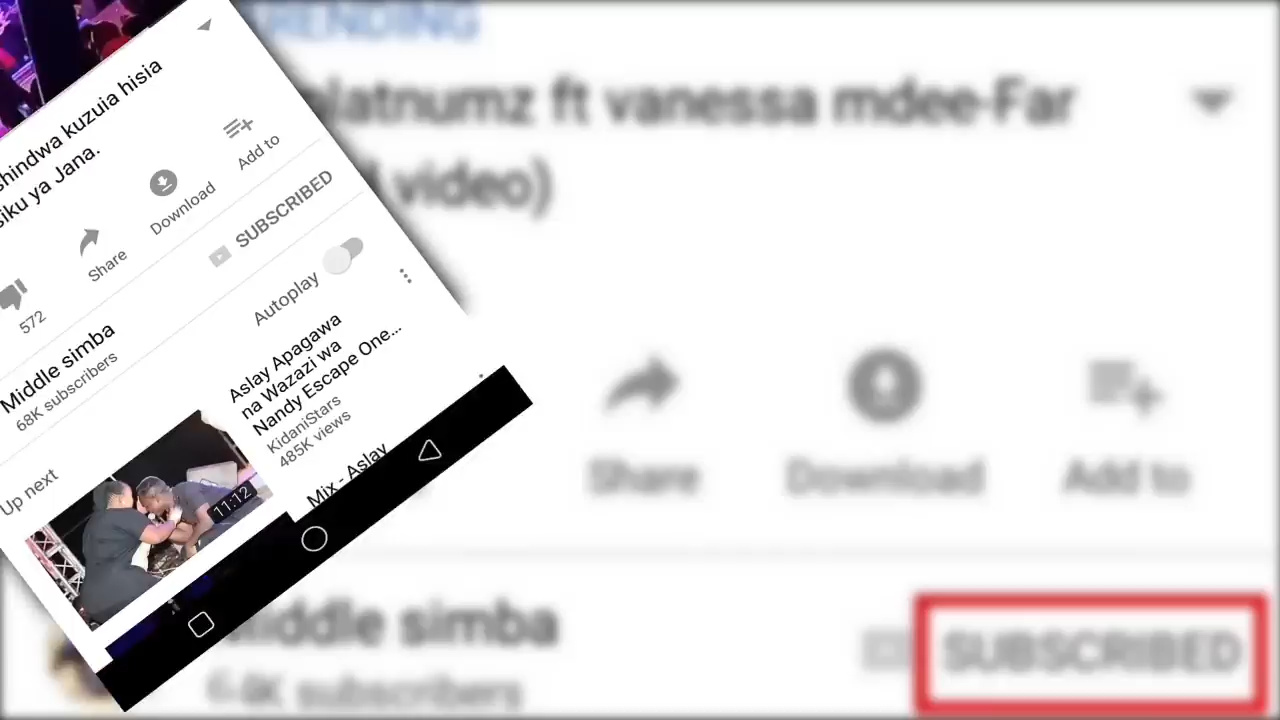 shindwa kuzuia hisia
siku ya Jana.
572
Share
Download
Add to
Middle simba
68K subscribers
SUBSCRIBED
Up next
Autoplay
11:12
Aslay Apagawa
na Wazazi wa
Nandy Escape One...
KidaniStars
485K views
Mix - Aslay
RENDING
latnumz ft vanessa mdee-Far
video)
Share
Download
Add to
iddle simba
subscribers
SUBSCRIBED